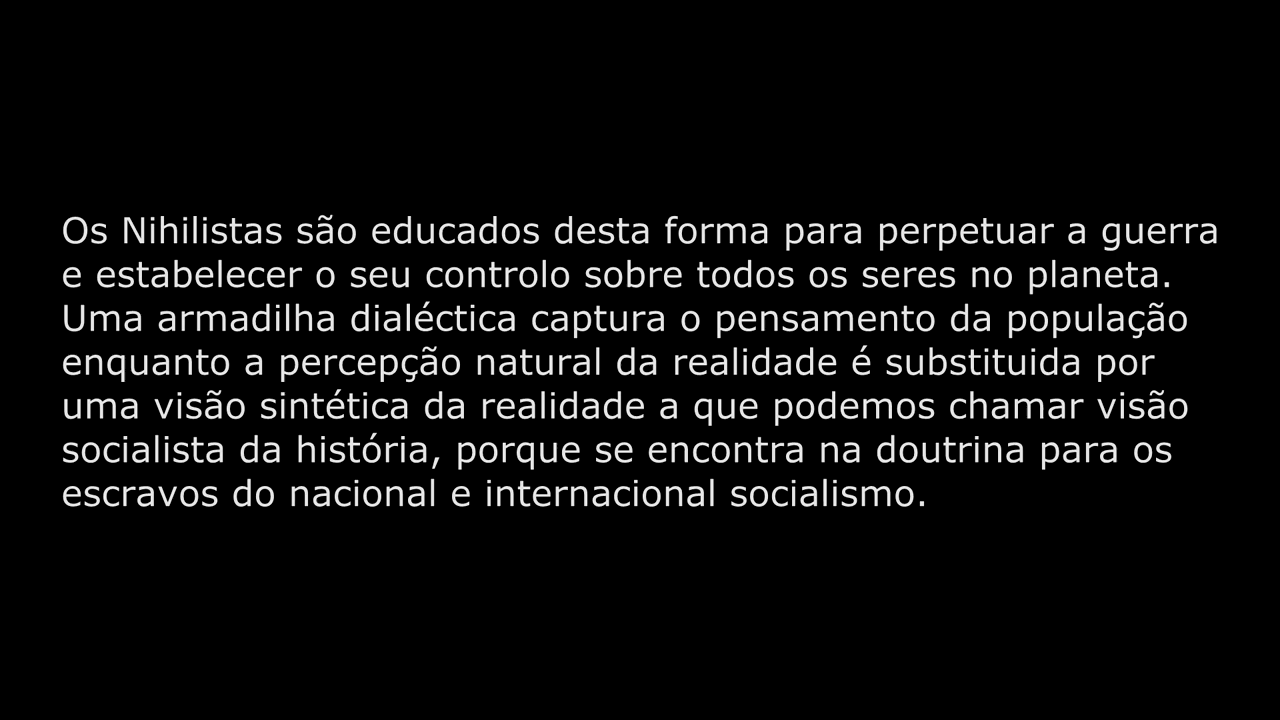 Os Nihilistas são educados desta forma para perpetuar a guerra
e estabelecer o seu controlo sobre todos os seres no planeta.
Uma armadilha dialéctica captura o pensamento da população
enquanto a percepção natural da realidade é substituida por
uma visão sintética da realidade a que podemos chamar visão
socialista da história, porque se encontra na doutrina para os
escravos do nacional e internacional socialismo.